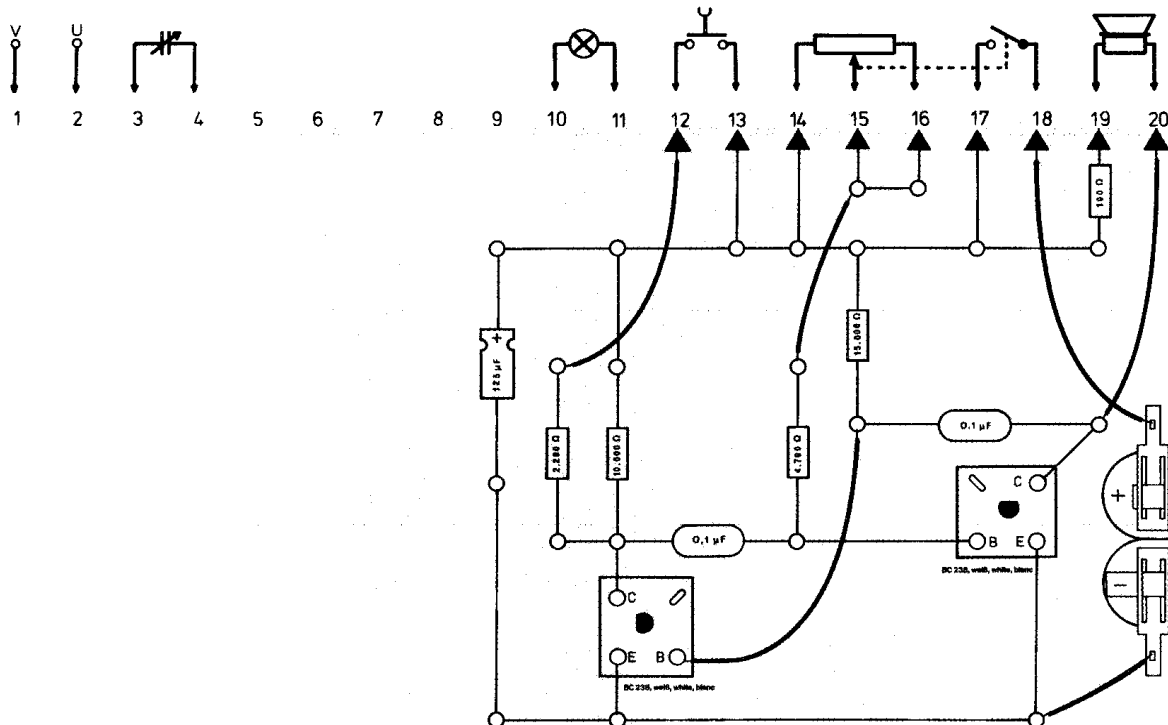 V U
1 2 3 4 5 6 7 8 9 10 11 12 13 14 15 16 17 18 19 20
190 Ω
15.000 Ω
+
125 µF
0.1 µF
2.200 Ω
10.000 Ω
4.700 Ω
C
+
0,1 µF
B E
BC 238, weiß, white, blanc
C
−
E B
BC 238, weiß, white, blanc